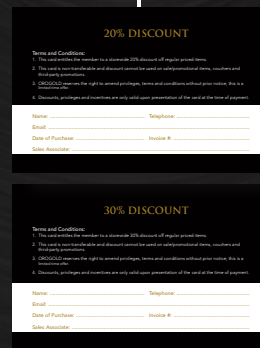 20% DISCOUNT
Terms and Conditions:
1. This card entitles the member to a storewide 20% discount off regular priced items.
2. This card is non-transferable and discount cannot be used on sale/promotional items, vouchers and
third-party promotions.
3. OROGOLD reserves the right to amend privileges, terms and conditions without prior notice; this is a
limited time offer.
4. Discounts, privileges and incentives are only valid upon presentation of the card at the time of payment.
Name: Telephone:
Email:
Date of Purchase: Invoice #:
Sales Associate:
30% DISCOUNT
Terms and Conditions:
1. This card entitles the member to a storewide 30% discount off regular priced items.
2. This card is non-transferable and discount cannot be used on sale/promotional items, vouchers and
third-party promotions.
3. OROGOLD reserves the right to amend privileges, terms and conditions without prior notice; this is a
limited time offer.
4. Discounts, privileges and incentives are only valid upon presentation of the card at the time of payment.
Name: Telephone:
Email:
Date of Purchase: Invoice #:
Sales Associate: